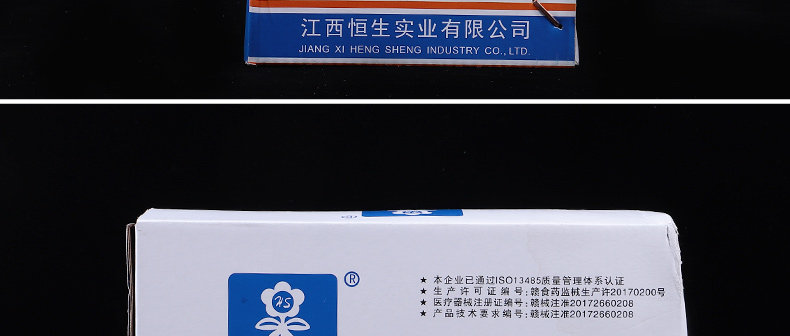 江西恒生实业有限公司
JIANG XI HENG SHENG INDUSTRY CO., LTD.
HS ®
★ 本企业已通过ISO13485质量管理体系认证
★ 生产许可证编号:赣食药监械生产许20170200号
★ 医疗器械注册证编号:赣械注准20172660208
★ 产品技术要求编号:赣械注准20172660208